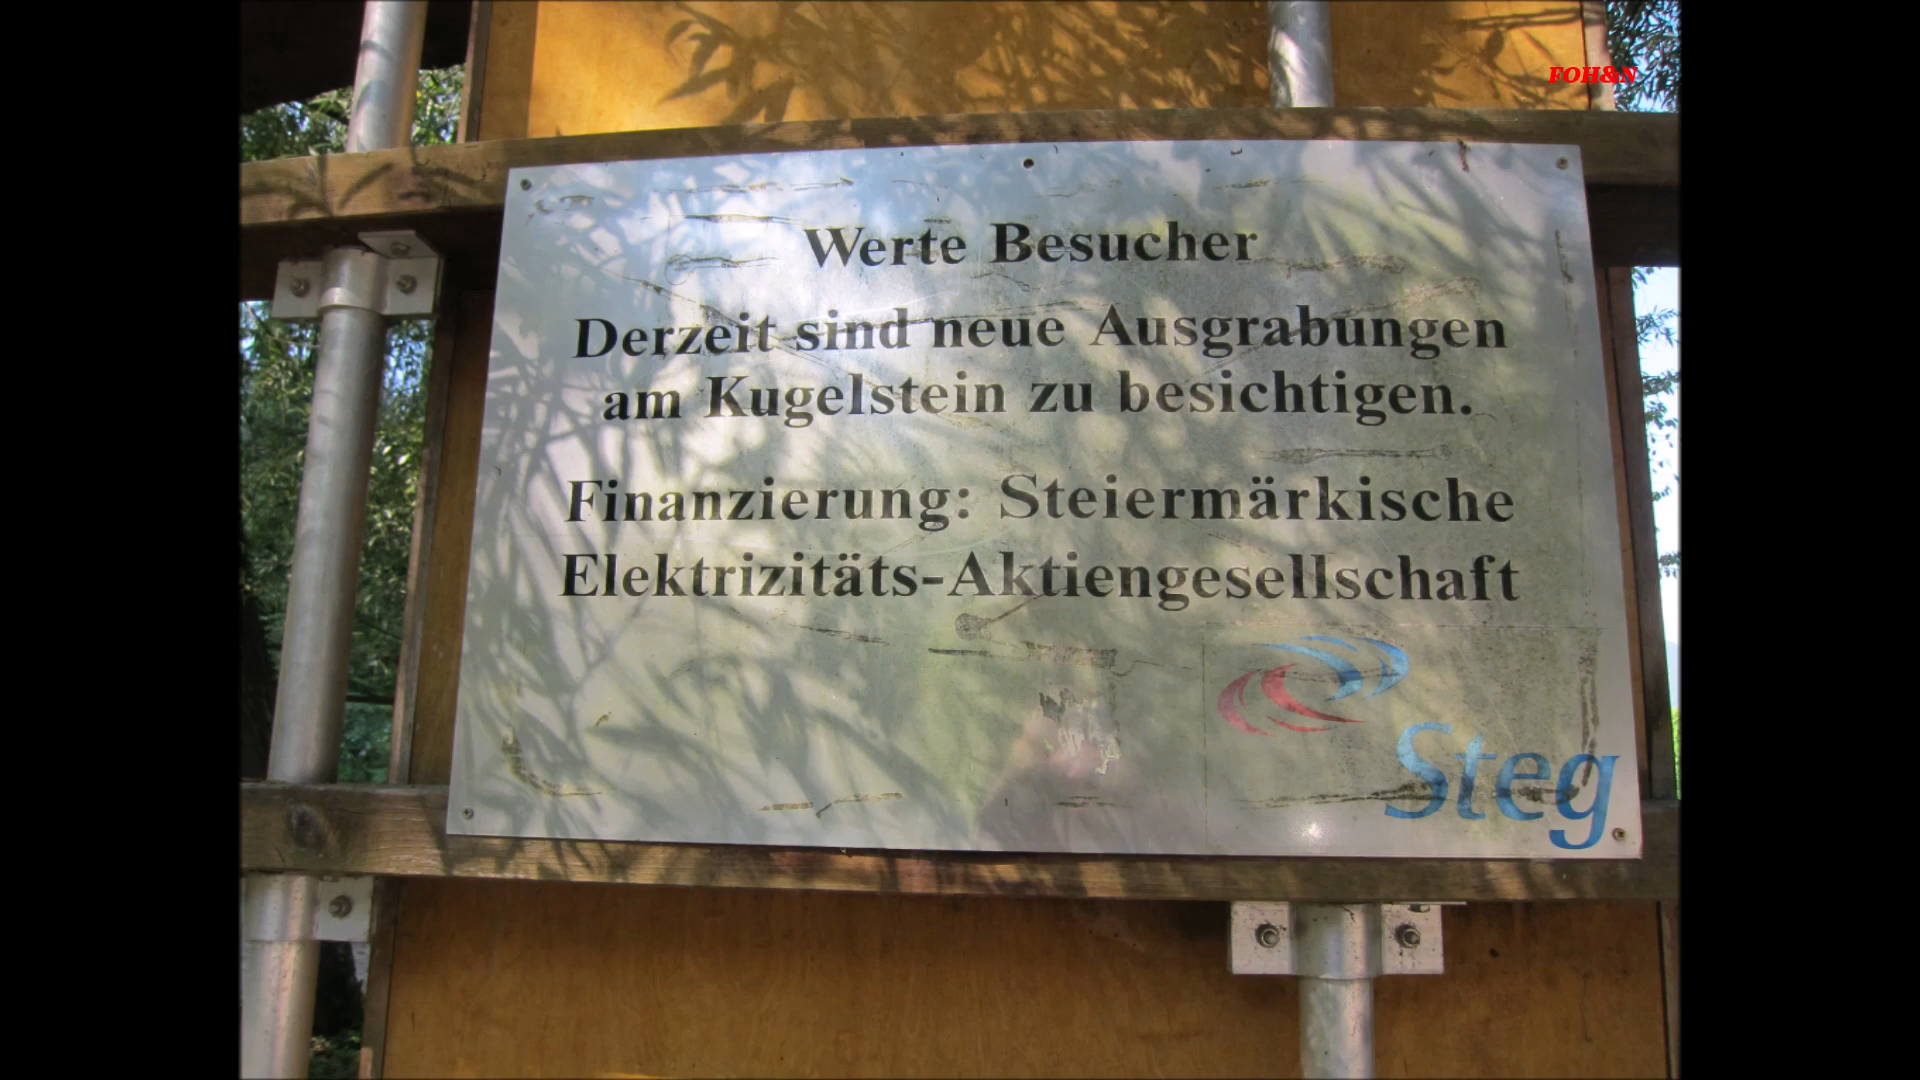 FOH&N
Werte Besucher
Derzeit sind neue Ausgrabungen
am Kugelstein zu besichtigen.
Finanzierung: Steiermärkische
Elektrizitäts-Aktiengesellschaft
Steg